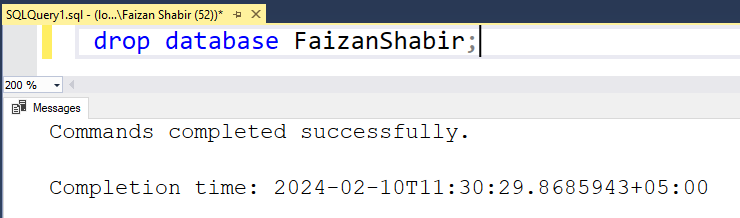 SQLQuery1.sql - (lo...\Faizan Shabir (52))*
drop database FaizanShabir;
200 %
Messages
Commands completed successfully.
Completion time: 2024-02-10T11:30:29.8685943+05:00